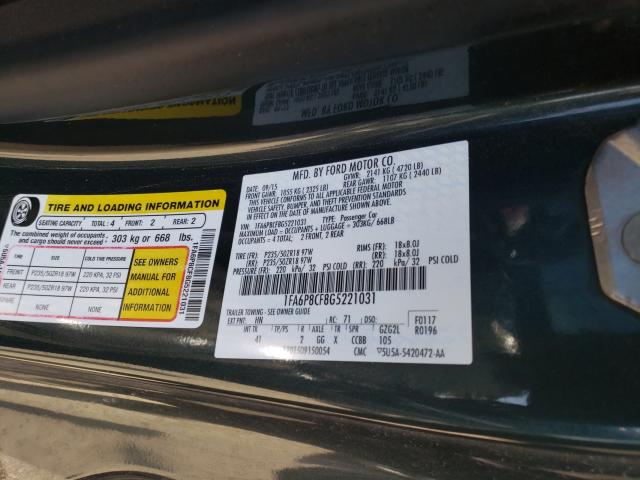 TIRE AND LOADING INFORMATION
SEATING CAPACITY TOTAL: 4 FRONT: 2 REAR: 2
The combined weight of occupants and cargo should never exceed 303 kg or 668 lbs.
TIRE SIZE COLD TIRE PRESSURE
FRONT P235/50ZR18 97W 220 KPA, 32 PSI
REAR P235/50ZR18 97W 220 KPA, 32 PSI
SEE OWNERS
MANUAL FOR
ADDITIONAL
INFORMATION
1FA6P8CF8G5221031
MFD. BY FORD MOTOR CO.
DATE: 09/15 GVWR: 2141 KG ( 4720 LB)
FRONT GAWR: 1055 KG ( 2325 LB) REAR GAWR: 1107 KG ( 2440 LB)
THIS VEHICLE CONFORMS TO ALL APPLICABLE FEDERAL MOTOR
VEHICLE SAFETY, BUMPER, AND THEFT PREVENTION STANDARDS
IN EFFECT ON THE DATE OF MANUFACTURE SHOWN ABOVE.
VIN: 1FA6P8CF8G5221031 TYPE: Passenger Car
MAXIMUM LOAD = OCCUPANTS + LUGGAGE = 303KG/ 668LB
OCCUPANTS = 4 TOTAL: 2 FRONT, 2 REAR
TIRE: (FR): P235/50ZR18 97W RIMS (FR): 18x8.0J
(RR): P235/50ZR18 97W (RR): 18x8.0J
PRESSURE (FR): 220 kPa/ 32 PSI COLD (RR): 220 kPa/ 32 PSI COLD
1FA6P8CF8G5221031
TRAILER TOWING - SEE OWNER GUIDE
EXT PNT: HN RC: 71 DSO: F0117
R0196
INT TR TP/PS R AXLE TR GZG2L
41 2 GG X CCBB 105
CMC 5U5A-5420472-AA